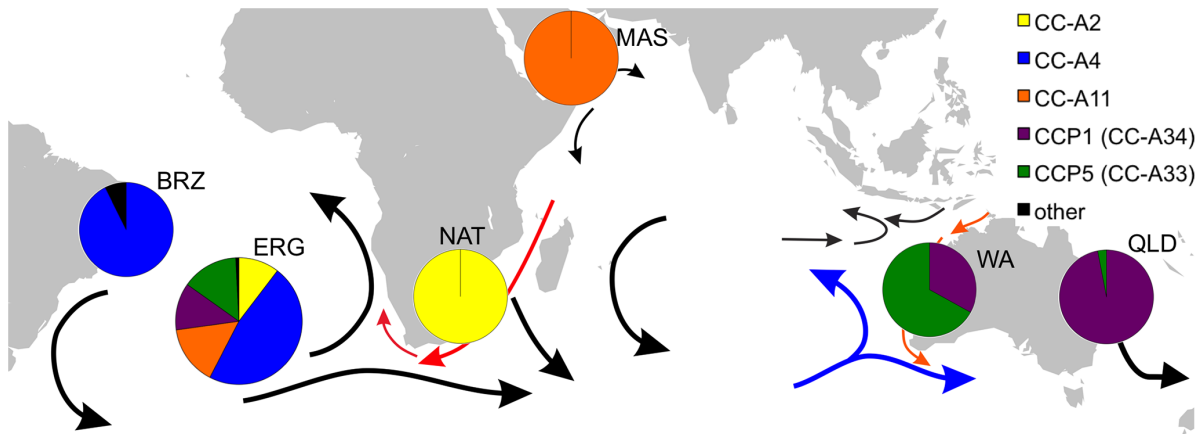 MAS
BRZ
ERG
NAT
WA
QLD
CC-A2
CC-A4
CC-A11
CCP1 (CC-A34)
CCP5 (CC-A33)
other